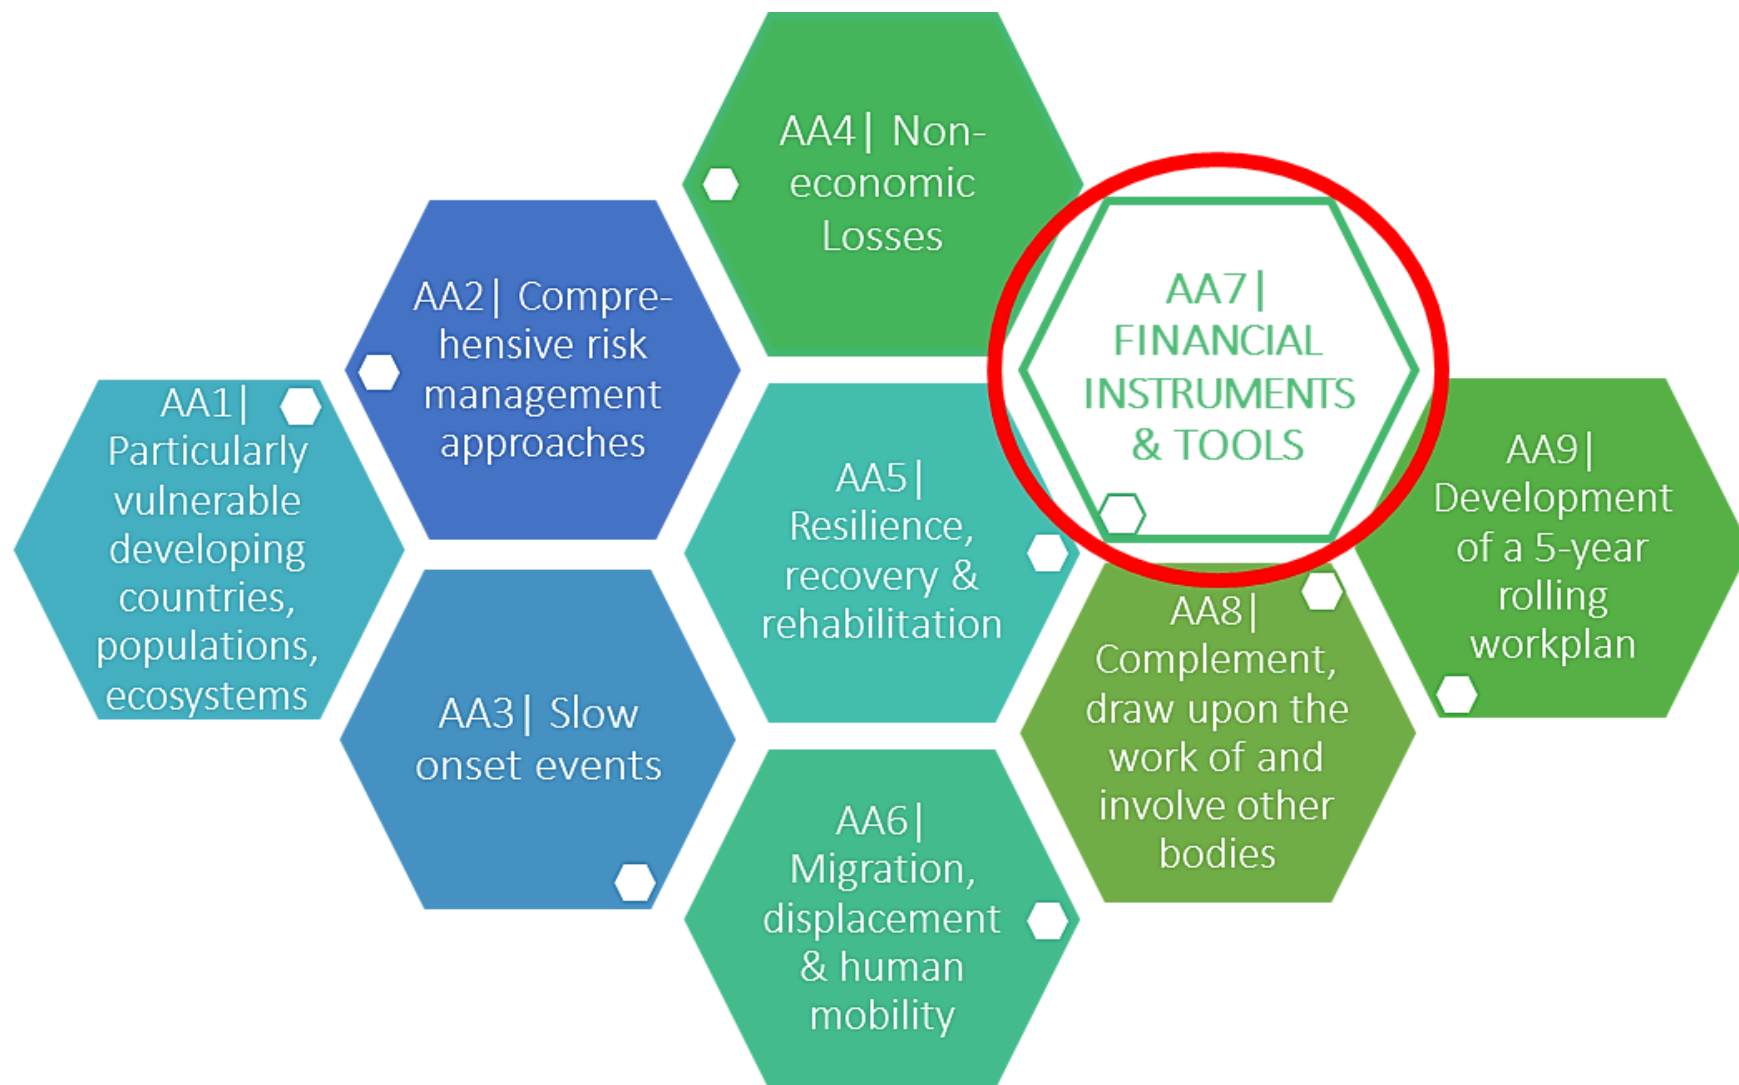 AA1|
Particularly
vulnerable
developing
countries,
populations,
ecosystems
AA2| Compre-
hensive risk
management
approaches
AA3| Slow
onset events
AA4| Non-
economic
Losses
AA5|
Resilience,
recovery &
rehabilitation
AA6|
Migration,
displacement
& human
mobility
AA7|
FINANCIAL
INSTRUMENTS
& TOOLS
AA8|
Complement,
draw upon the
work of and
involve other
bodies
AA9|
Development
of a 5-year
rolling
workplan